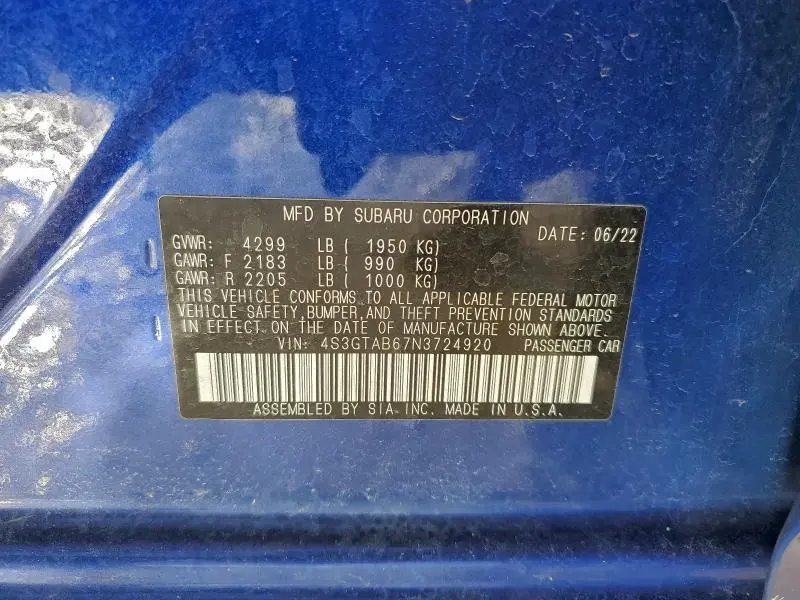 MFD BY SUBARU CORPORATION
DATE: 06/22
GVWR: 4299 LB ( 1950 KG)
GAWR: F 2183 LB ( 990 KG)
GAWR: R 2205 LB ( 1000 KG)
THIS VEHICLE CONFORMS TO ALL APPLICABLE FEDERAL MOTOR
VEHICLE SAFETY, BUMPER, AND THEFT PREVENTION STANDARDS
IN EFFECT ON THE DATE OF MANUFACTURE SHOWN ABOVE.
VIN: 4S3GTAB67N3724920 PASSENGER CAR
ASSEMBLED BY SIA INC. MADE IN U.S.A.